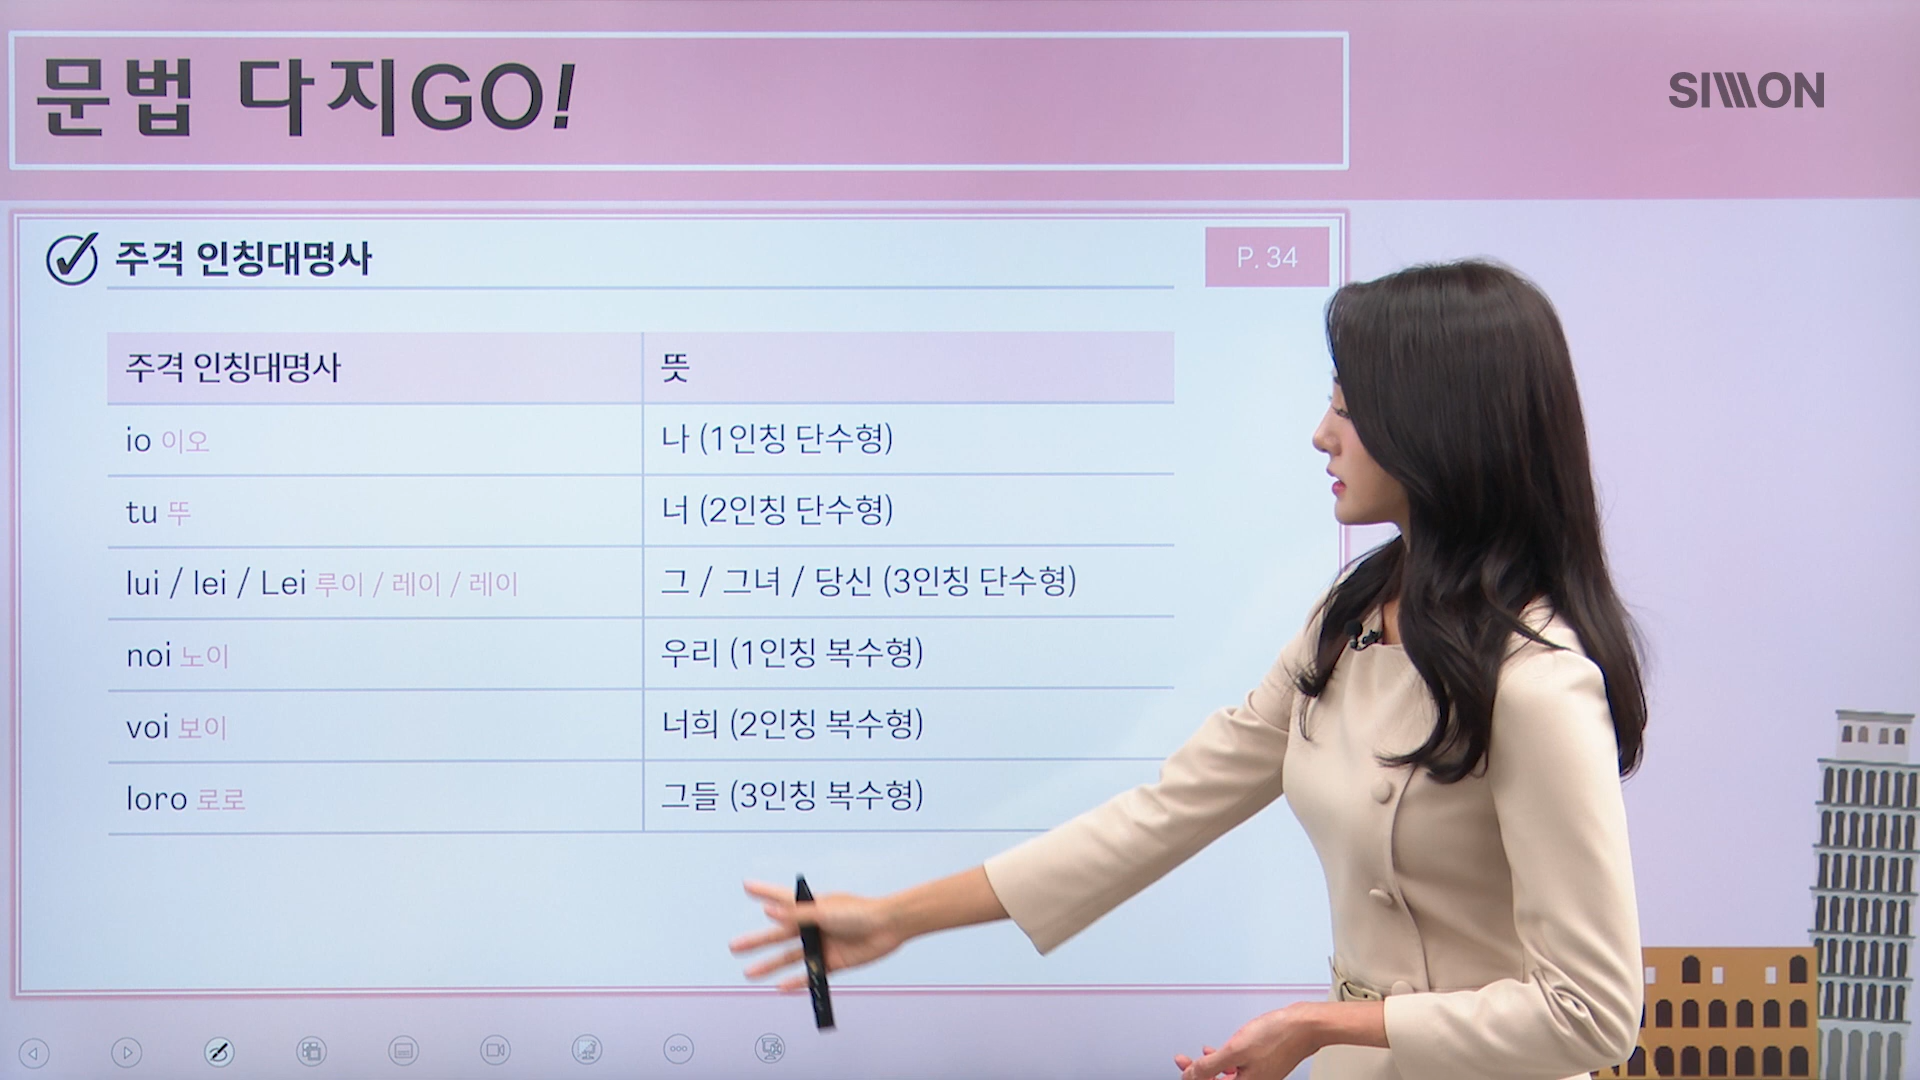 문법 다지GO!
SIWON
주격 인칭대명사
P. 34
주격 인칭대명사 뜻
io 이오 나 (1인칭 단수형)
tu 뚜 너 (2인칭 단수형)
lui / lei / Lei 루이 / 레이 / 레이 그 / 그녀 / 당신 (3인칭 단수형)
noi 노이 우리 (1인칭 복수형)
voi 보이 너희 (2인칭 복수형)
loro 로로 그들 (3인칭 복수형)